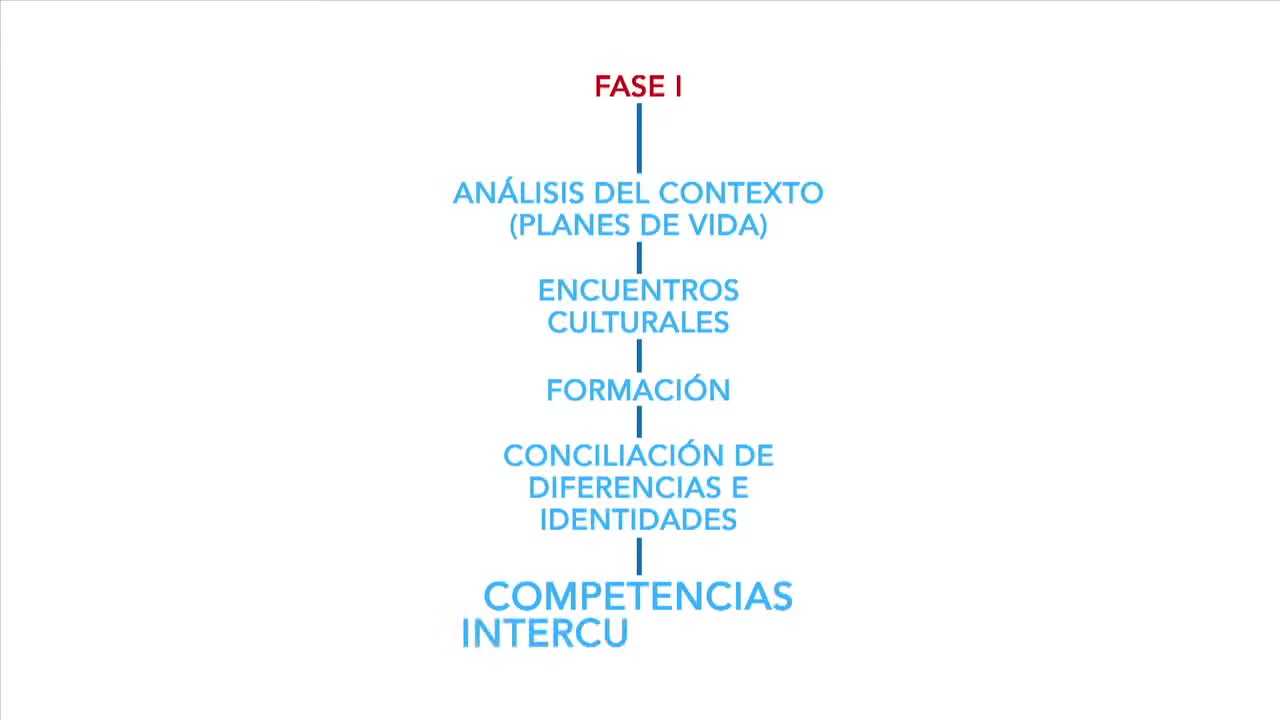 FASE I
ANÁLISIS DEL CONTEXTO
(PLANES DE VIDA)
ENCUENTROS
CULTURALES
FORMACIÓN
CONCILIACIÓN DE
DIFERENCIAS E
IDENTIDADES
COMPETENCIAS
INTERCU